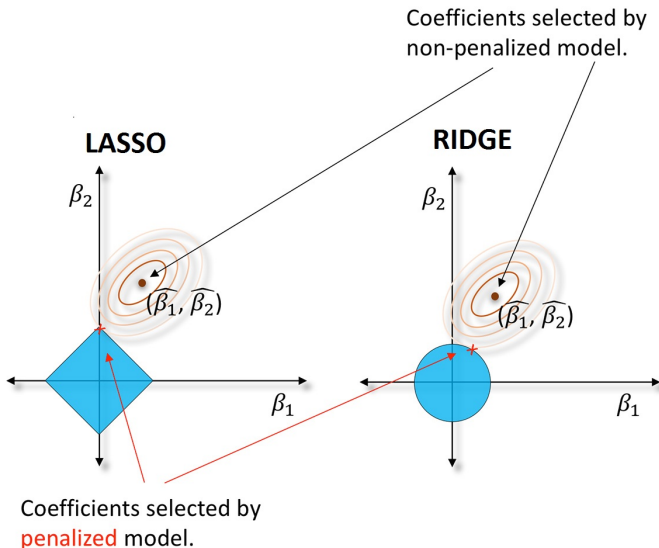 Coefficients selected by
non-penalized model.
LASSO
RIDGE
β₂
β₂
(β̂₁, β̂₂)
(β̂₁, β̂₂)
β₁
β₁
Coefficients selected by
penalized model.